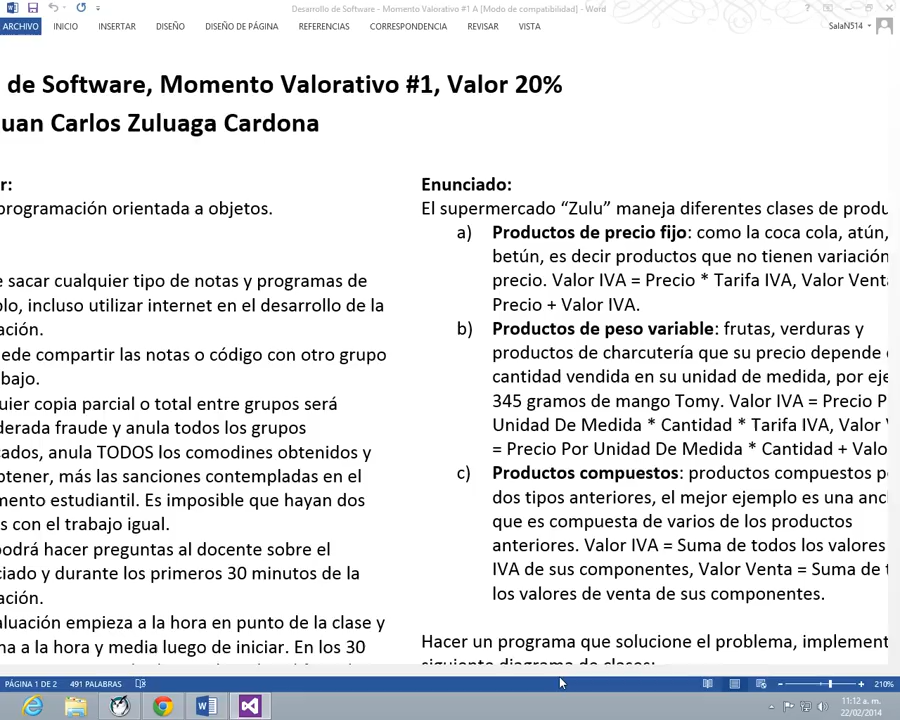 Desarrollo de Software - Momento Valorativo #1 A [Modo de compatibilidad] - Word
ARCHIVO INICIO INSERTAR DISEÑO DISEÑO DE PÁGINA REFERENCIAS CORRESPONDENCIA REVISAR VISTA SalaN514
de Software, Momento Valorativo #1, Valor 20%
uan Carlos Zuluaga Cardona
r:
programación orientada a objetos.
e sacar cualquier tipo de notas y programas de
plo, incluso utilizar internet en el desarrollo de la
ación.
ede compartir las notas o código con otro grupo
bajo.
uier copia parcial o total entre grupos será
derada fraude y anula todos los grupos
cados, anula TODOS los comodines obtenidos y
btener, más las sanciones contempladas en el
mento estudiantil. Es imposible que hayan dos
s con el trabajo igual.
podrá hacer preguntas al docente sobre el
ciado y durante los primeros 30 minutos de la
ación.
aluación empieza a la hora en punto de la clase y
na a la hora y media luego de iniciar. En los 30
Enunciado:
El supermercado “Zulu” maneja diferentes clases de produ
a) Productos de precio fijo: como la coca cola, atún,
betún, es decir productos que no tienen variación
precio. Valor IVA = Precio * Tarifa IVA, Valor Venta
Precio + Valor IVA.
b) Productos de peso variable: frutas, verduras y
productos de charcutería que su precio depende
cantidad vendida en su unidad de medida, por eje
345 gramos de mango Tomy. Valor IVA = Precio P
Unidad De Medida * Cantidad * Tarifa IVA, Valor V
= Precio Por Unidad De Medida * Cantidad + Valo
c) Productos compuestos: productos compuestos p
dos tipos anteriores, el mejor ejemplo es una anc
que es compuesta de varios de los productos
anteriores. Valor IVA = Suma de todos los valores
IVA de sus componentes, Valor Venta = Suma de t
los valores de venta de sus componentes.
Hacer un programa que solucione el problema, implement
siguiente diagrama de clases:
PÁGINA 1 DE 2 491 PALABRAS 210%
11:12 a. m.
22/02/2014